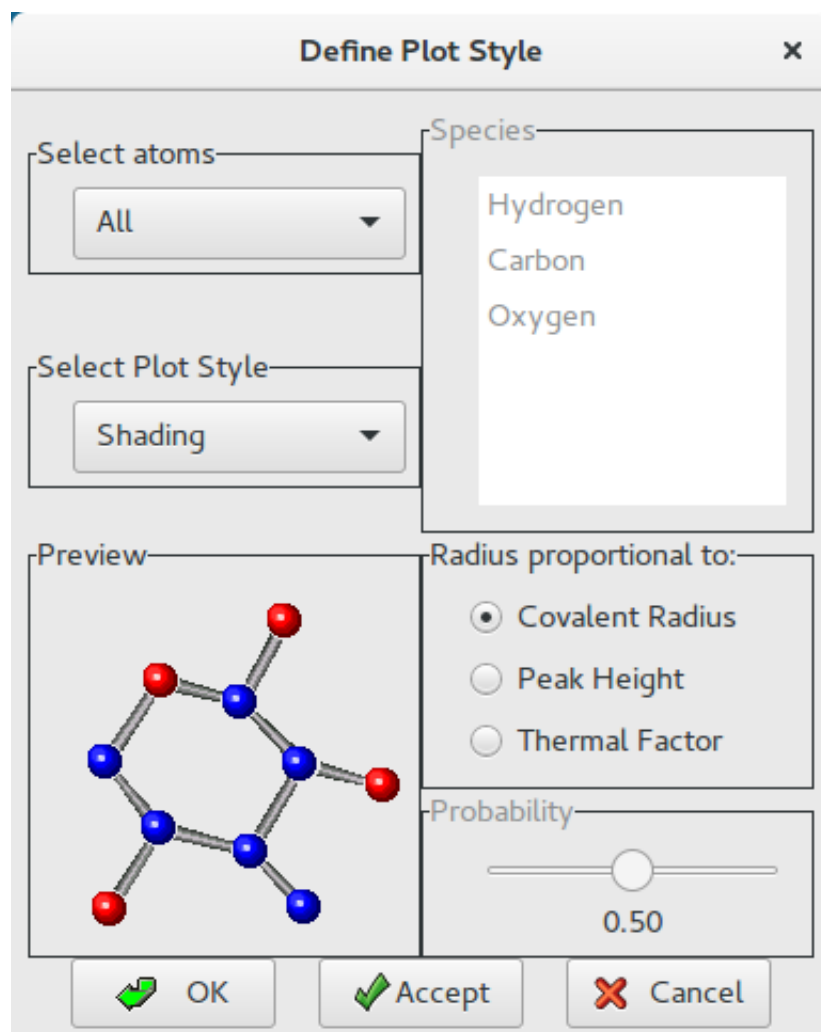 Define Plot Style
Select atoms
All
Species
Hydrogen
Carbon
Oxygen
Select Plot Style
Shading
Preview
Radius proportional to:
Covalent Radius
Peak Height
Thermal Factor
Probability
0.50
OK
Accept
Cancel